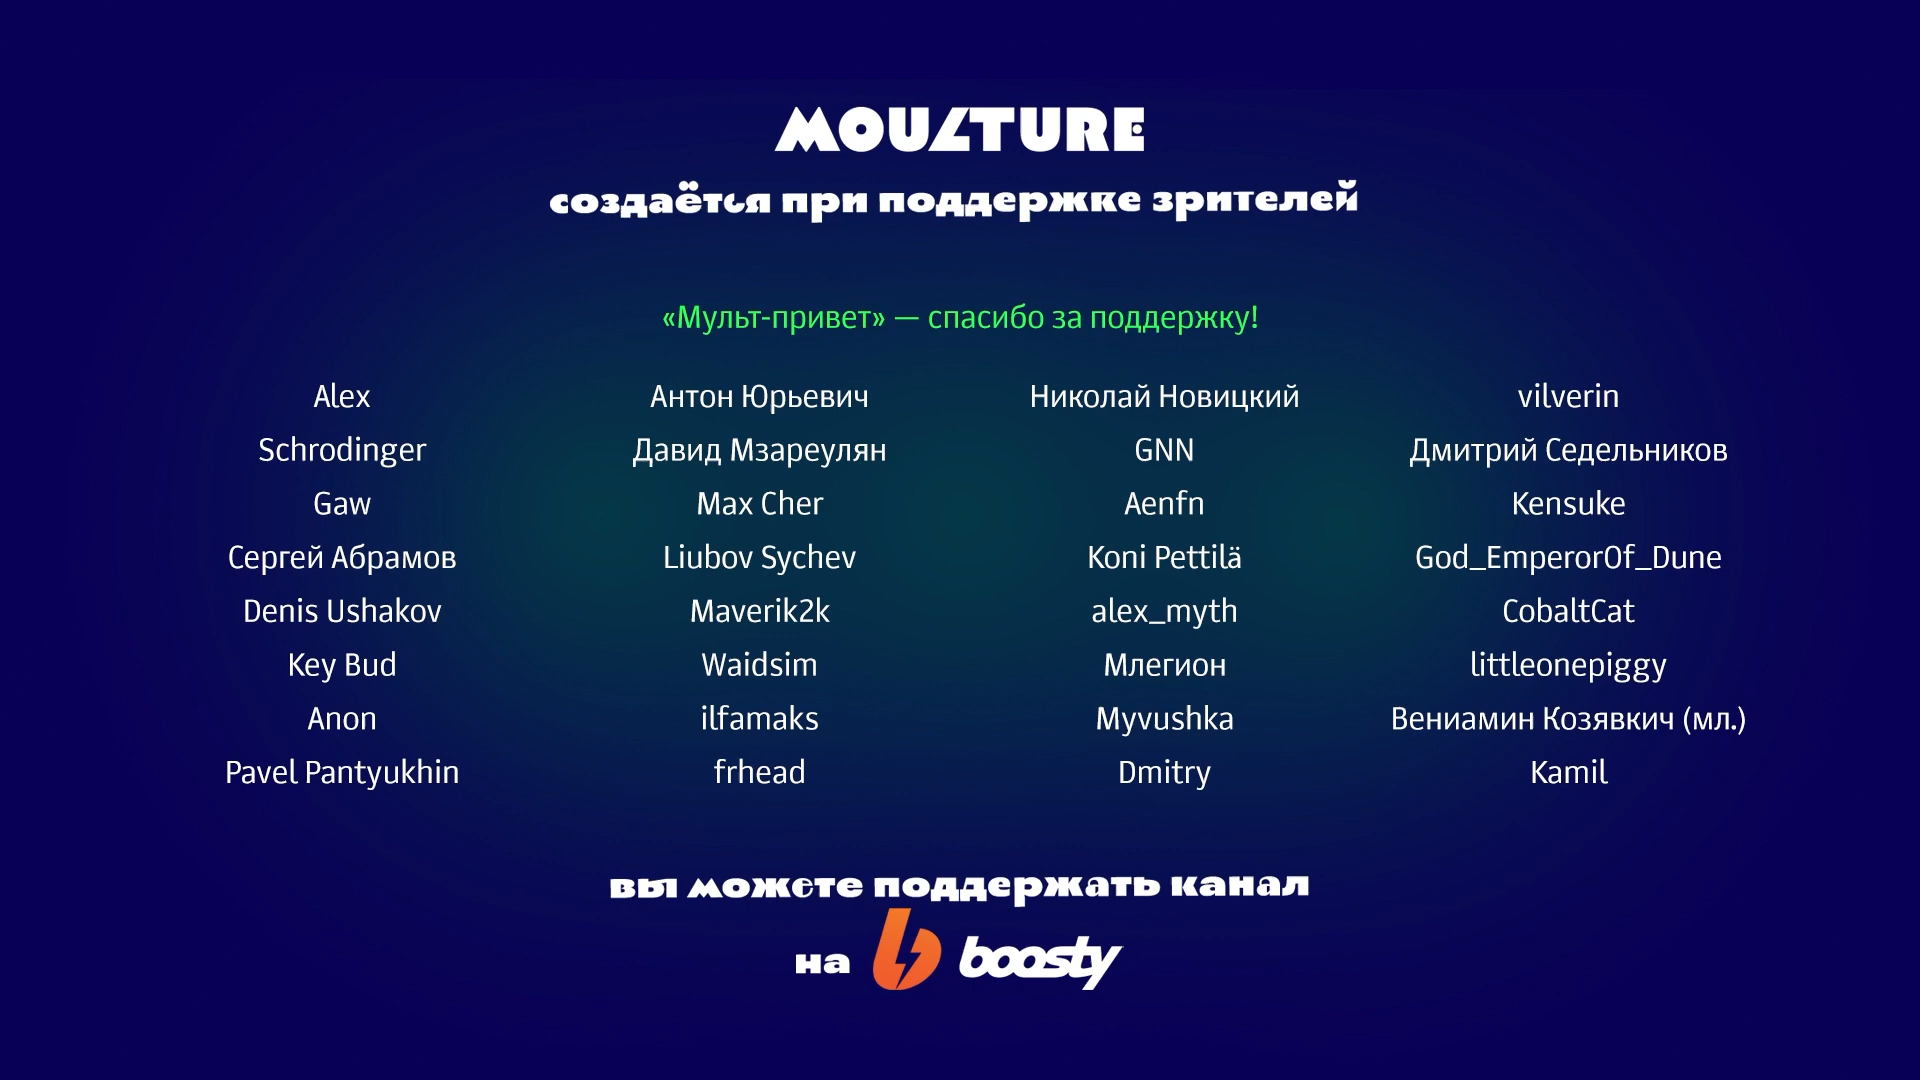 MOULTURE
создаётся при поддержке зрителей
«Мульт-привет» — спасибо за поддержку!
Alex Антон Юрьевич Николай Новицкий vilverin
Schrodinger Давид Мзареулян GNN Дмитрий Седельников
Gaw Max Cher Aenfn Kensuke
Сергей Абрамов Liubov Sychev Koni Pettilä God_EmperorOf_Dune
Denis Ushakov Maverik2k alex_myth CobaltCat
Key Bud Waidsim Млегион littleonepiggy
Anon ilfamaks Myvushka Вениамин Козявкич (мл.)
Pavel Pantyukhin frhead Dmitry Kamil
вы можете поддержать канал
на boosty